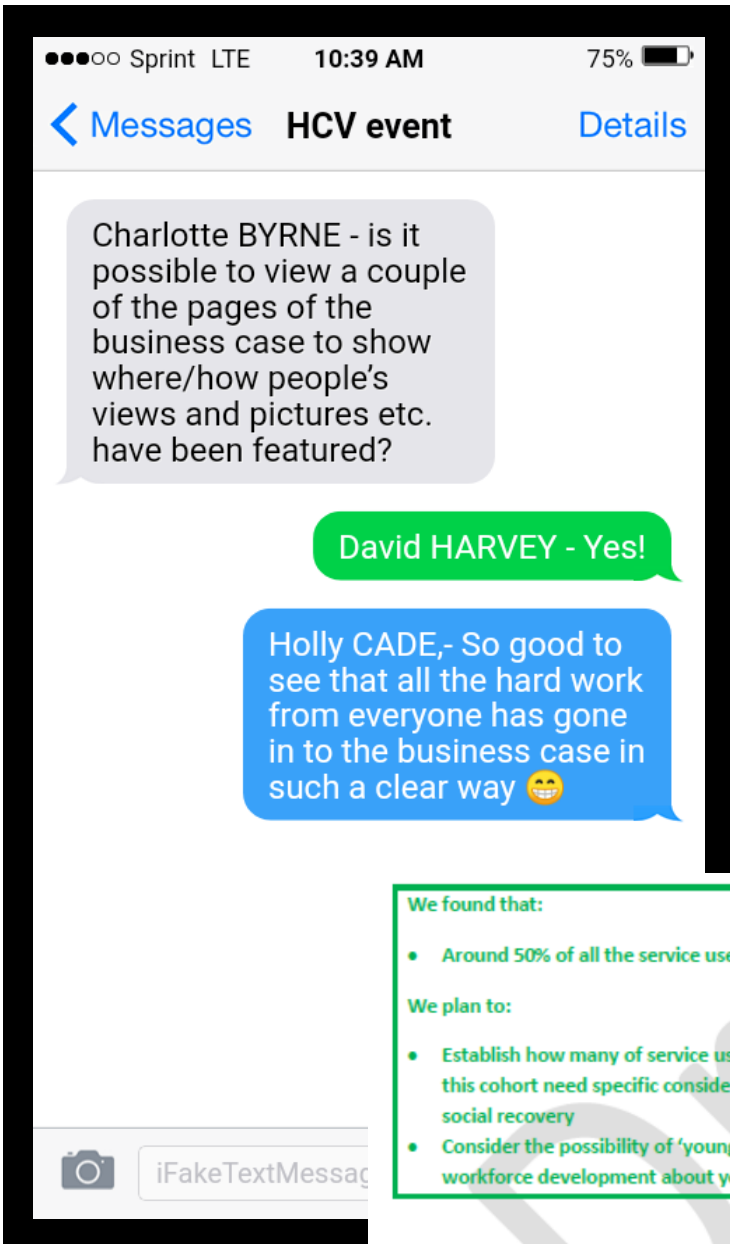 Sprint LTE 10:39 AM 75%
Messages HCV event Details
Charlotte BYRNE - is it
possible to view a couple
of the pages of the
business case to show
where/how people's
views and pictures etc.
have been featured?
David HARVEY - Yes!
Holly CADE,- So good to
see that all the hard work
from everyone has gone
in to the business case in
such a clear way 😁
We found that:
• Around 50% of all the service
We plan to:
• Establish how many of service
this cohort need specific
social recovery
• Consider the possibility of
workforce development about